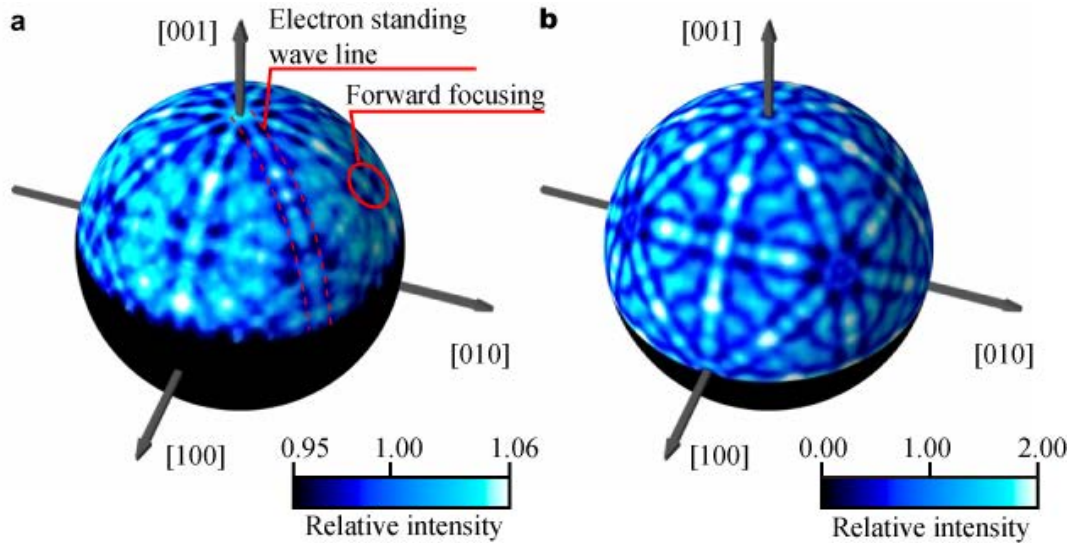 a
[001]
Electron standing
wave line
Forward focusing
[010]
[100]
0.95 1.00 1.06
Relative intensity
b
[001]
[010]
[100]
0.00 1.00 2.00
Relative intensity